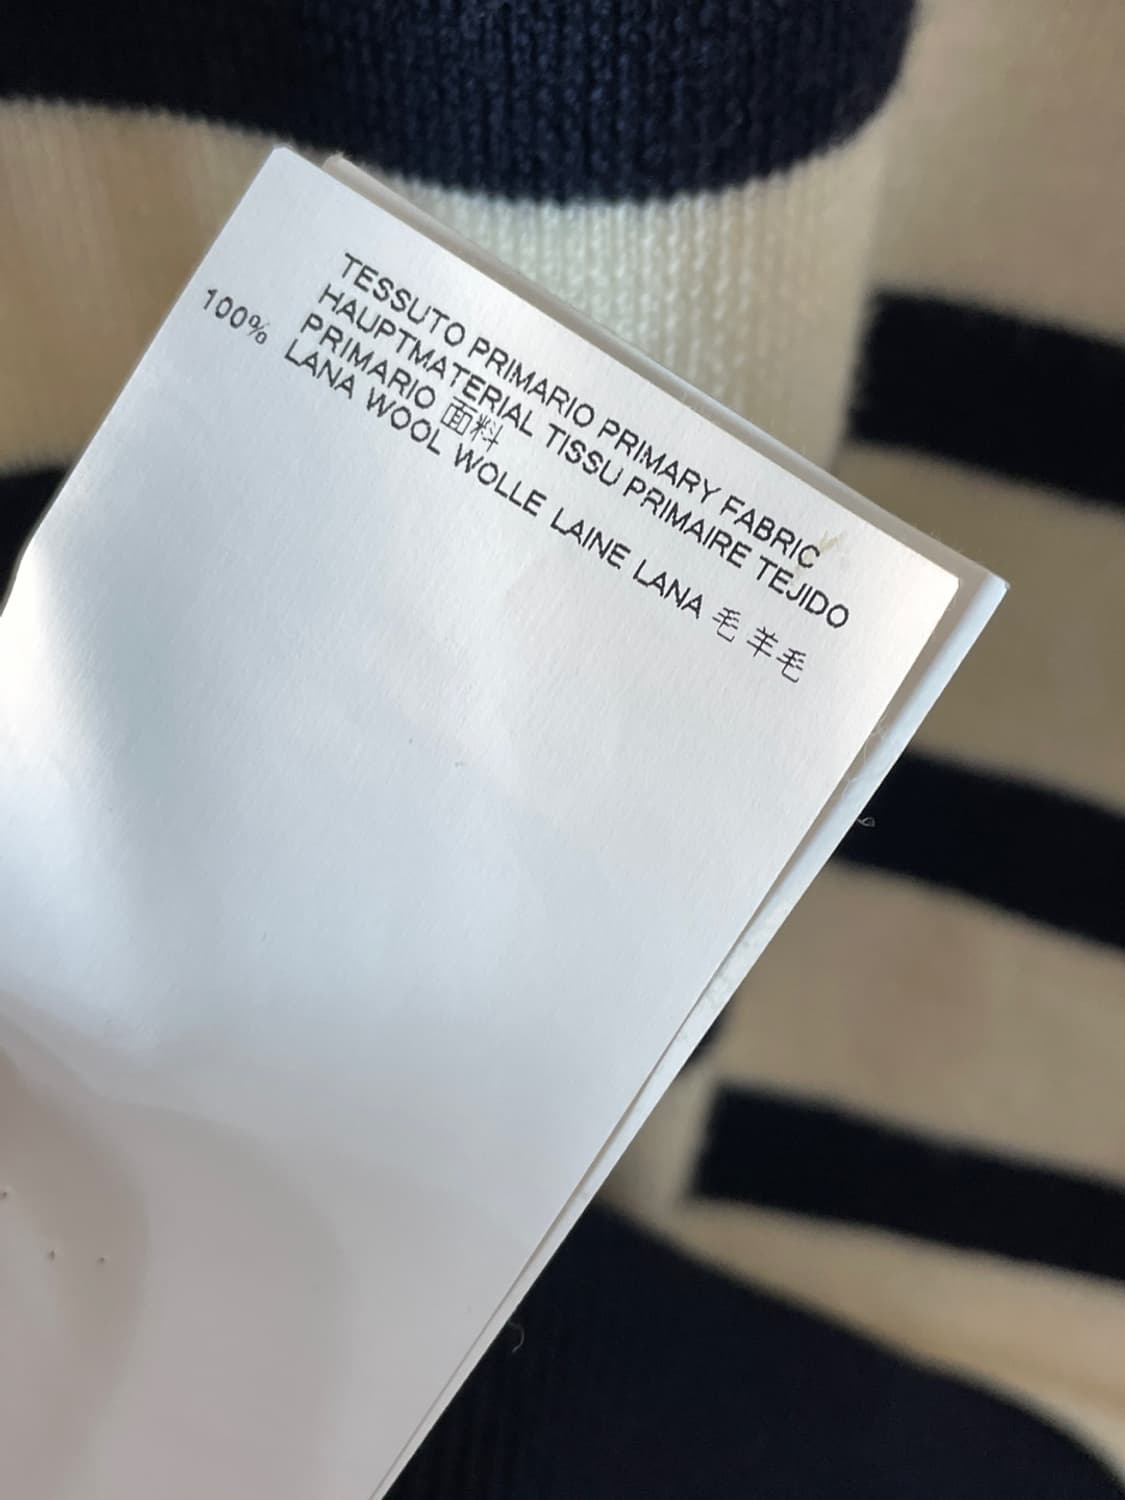 TESSUTO PRIMARIO PRIMARY FABRIC
HAUPTMATERIAL TISSU PRIMAIRE TEJIDO
PRIMARIO 面料
100% LANA WOOL WOLLE LAINE LANA 毛 羊毛